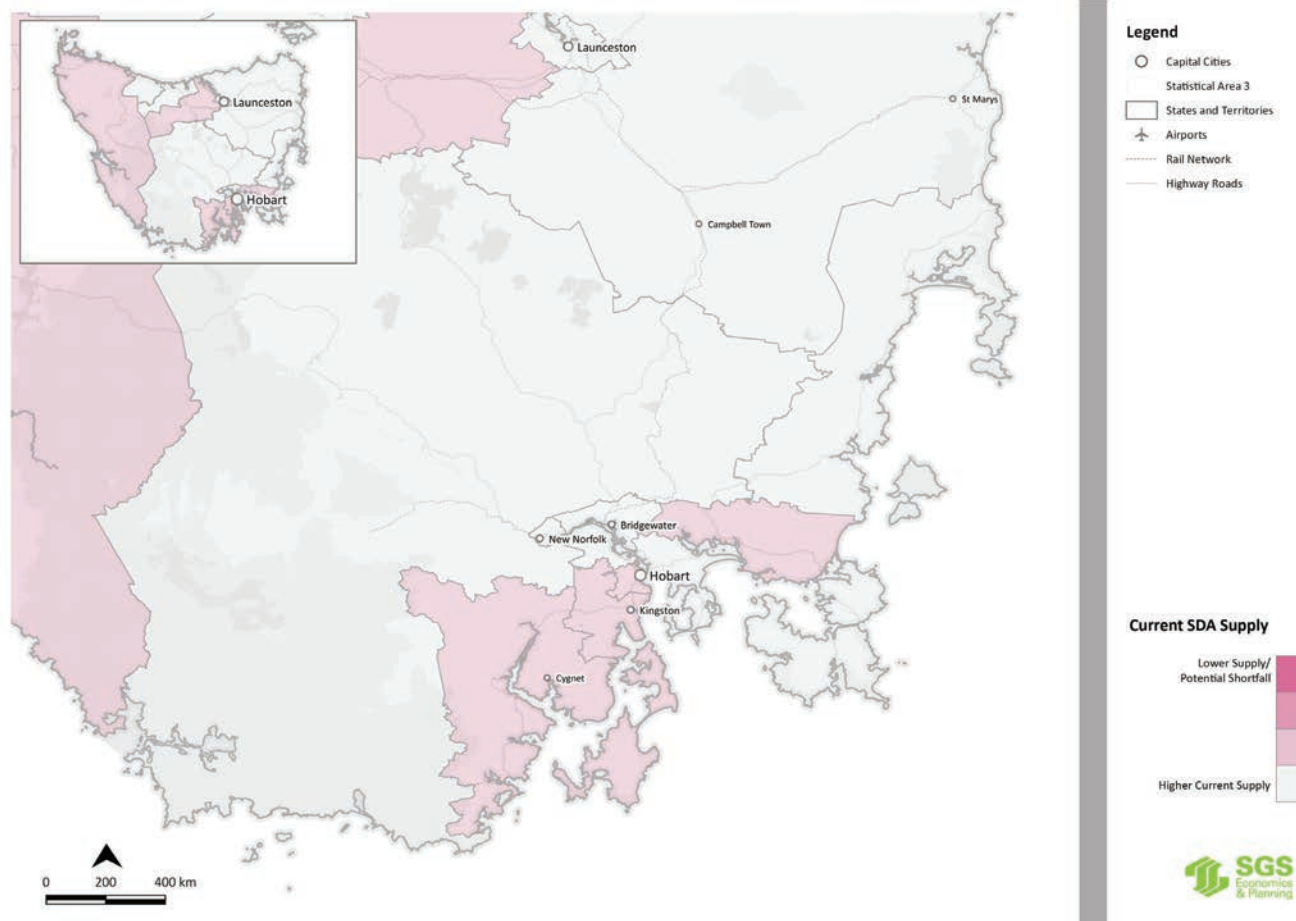 Launceston
Hobart
Launceston
St Marys
Campbell Town
Bridgewater
New Norfolk
Hobart
Kingston
Cygnet
0 200 400 km
Legend
Capital Cities
Statistical Area 3
States and Territories
Airports
Rail Network
Highway Roads
Current SDA Supply
Lower Supply/
Potential Shortfall
Higher Current Supply
SGS
Economics
& Planning